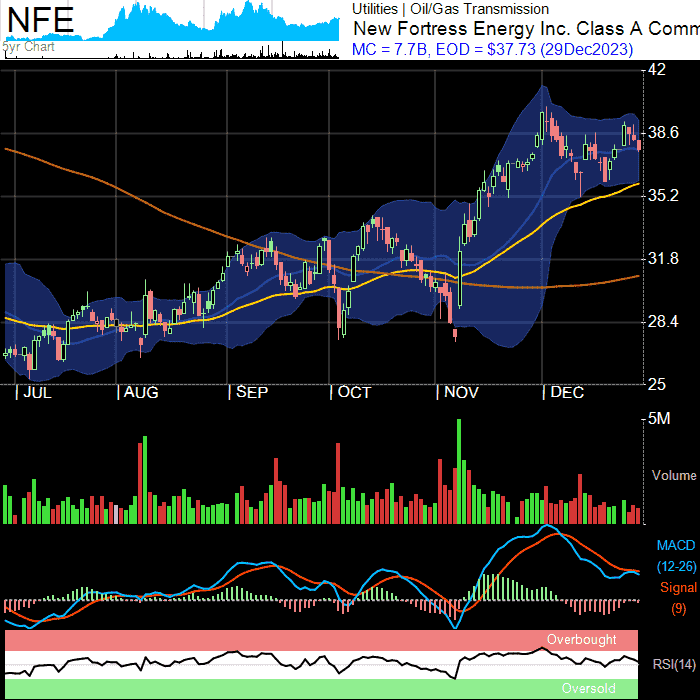 NFE
5yr Chart
Utilities | Oil/Gas Transmission
New Fortress Energy Inc. Class A Comm
MC = 7.7B, EOD = $37.73 (29Dec2023)
42
38.6
35.2
31.8
28.4
25
JUL AUG SEP OCT NOV DEC
5M
Volume
MACD
(12-26)
Signal
(9)
Overbought
RSI(14)
Oversold